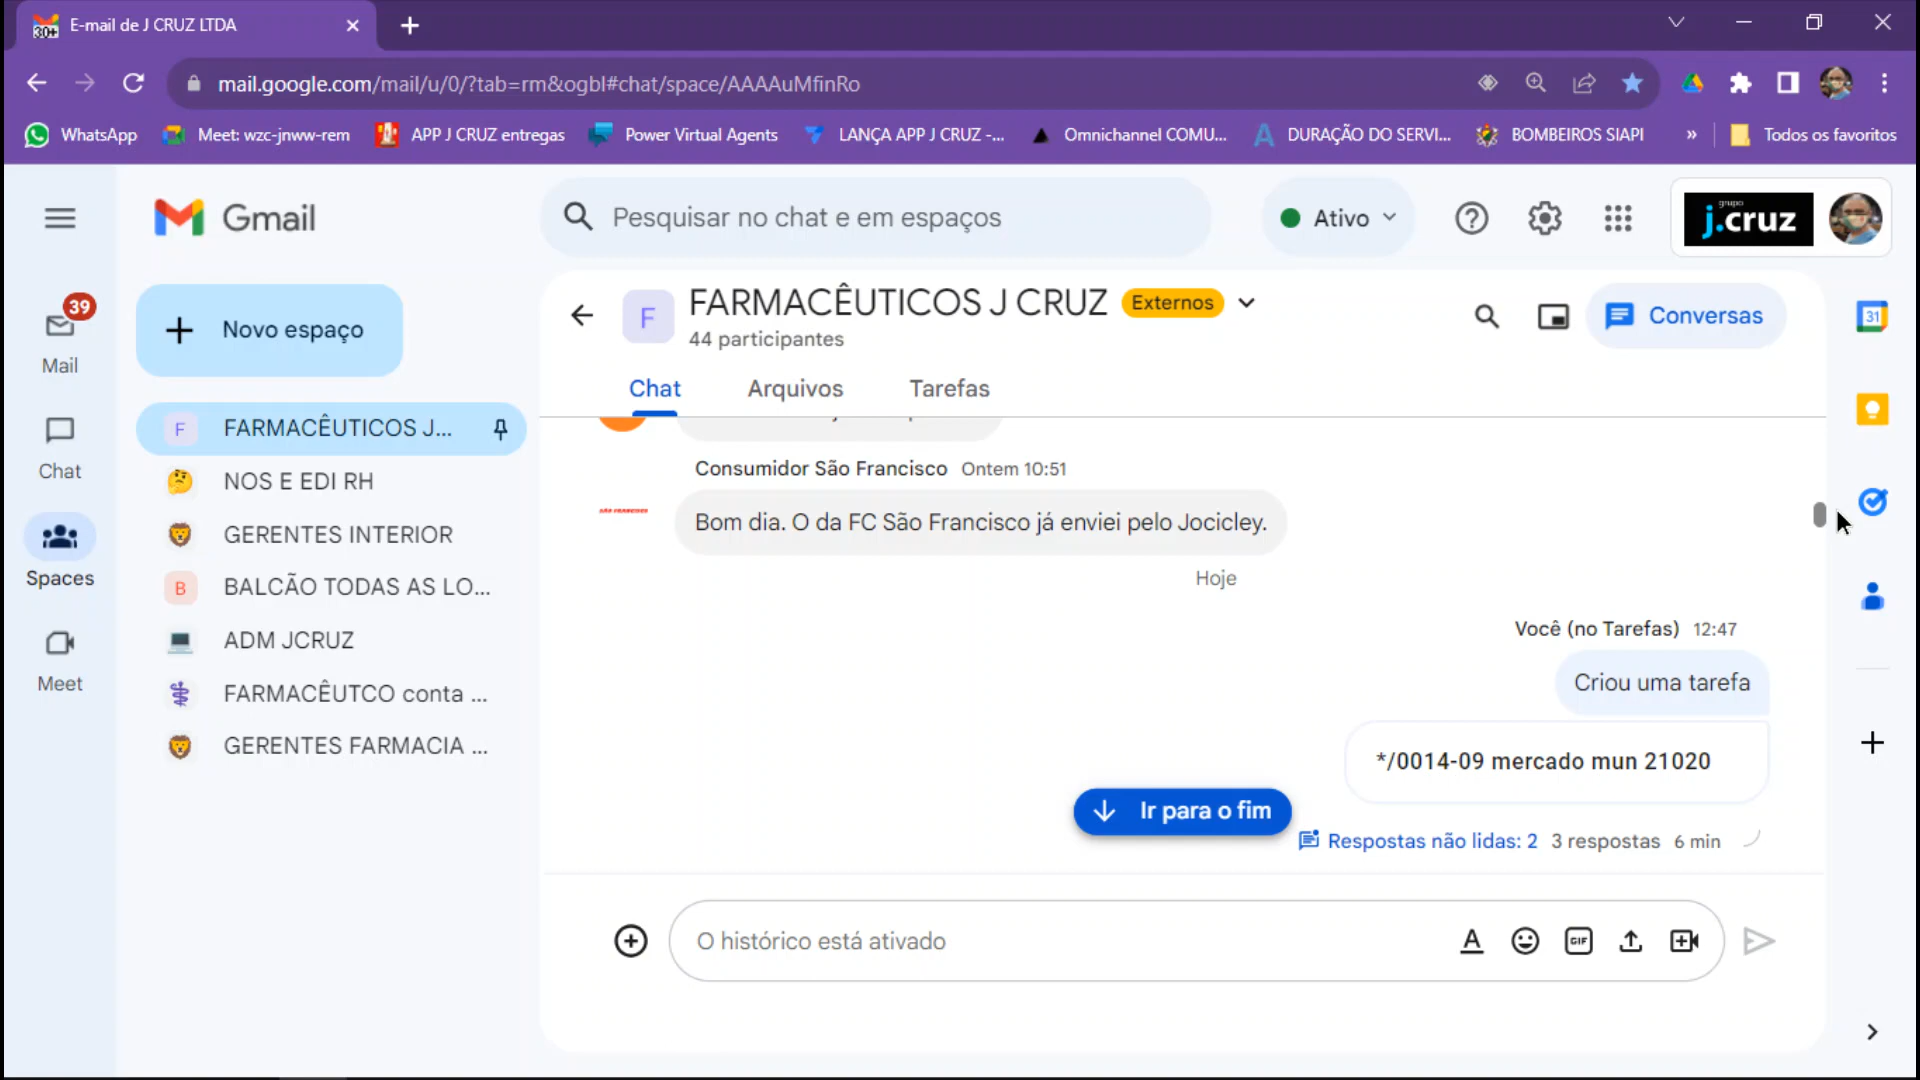 E-mail de J CRUZ LTDA
mail.google.com/mail/u/0/?tab=rm&ogbl#chat/space/AAAAuMfinRo
WhatsApp
Meet: wzc-jnww-rem
APP J CRUZ entregas
Power Virtual Agents
LANÇA APP J CRUZ -...
Omnichannel COMU...
DURAÇÃO DO SERVI...
BOMBEIROS SIAPI
»
Todos os favoritos
Gmail
Pesquisar no chat e em espaços
Ativo
grupo
j.cruz
39
Mail
Chat
Spaces
Meet
Novo espaço
F FARMACÊUTICOS J...
NOS E EDI RH
GERENTES INTERIOR
B BALCÃO TODAS AS LO...
ADM JCRUZ
FARMACÊUTCO conta ...
GERENTES FARMACIA ...
F
FARMACÊUTICOS J CRUZ Externos
44 participantes
Conversas
Chat Arquivos Tarefas
Consumidor São Francisco Ontem 10:51
SÃO FRANCISCO
Bom dia. O da FC São Francisco já enviei pelo Jocicley.
Hoje
Você (no Tarefas) 12:47
Criou uma tarefa
*/0014-09 mercado mun 21020
Ir para o fim
Respostas não lidas: 2 3 respostas 6 min
O histórico está ativado
GIF
31